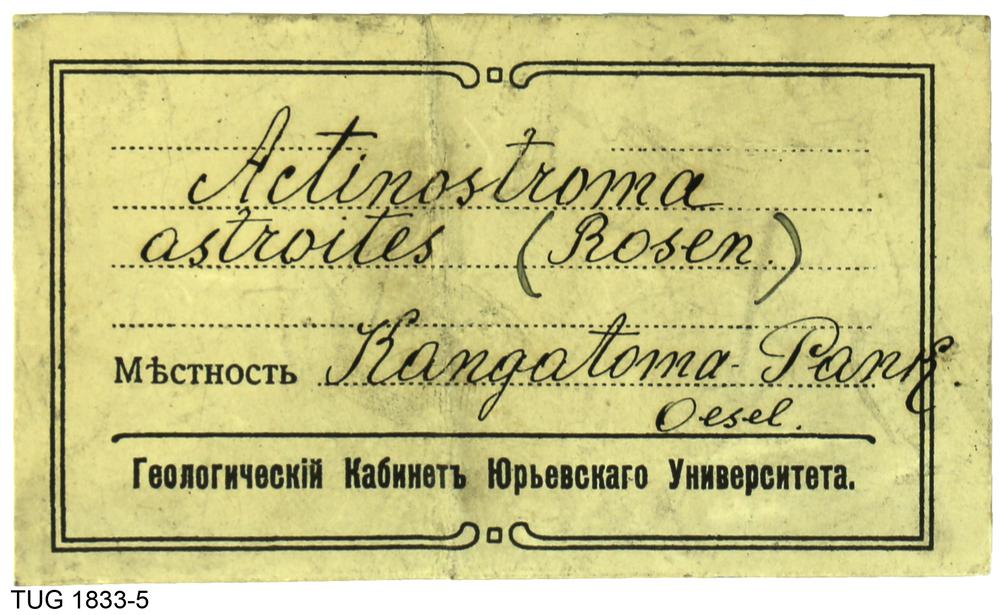 Actinostroma
astroites (Rosen.)
Мѣстность Kangatoma-Pank.
Oesel.
Геологическій Кабинетъ Юрьевскаго Университета.
TUG 1833-5